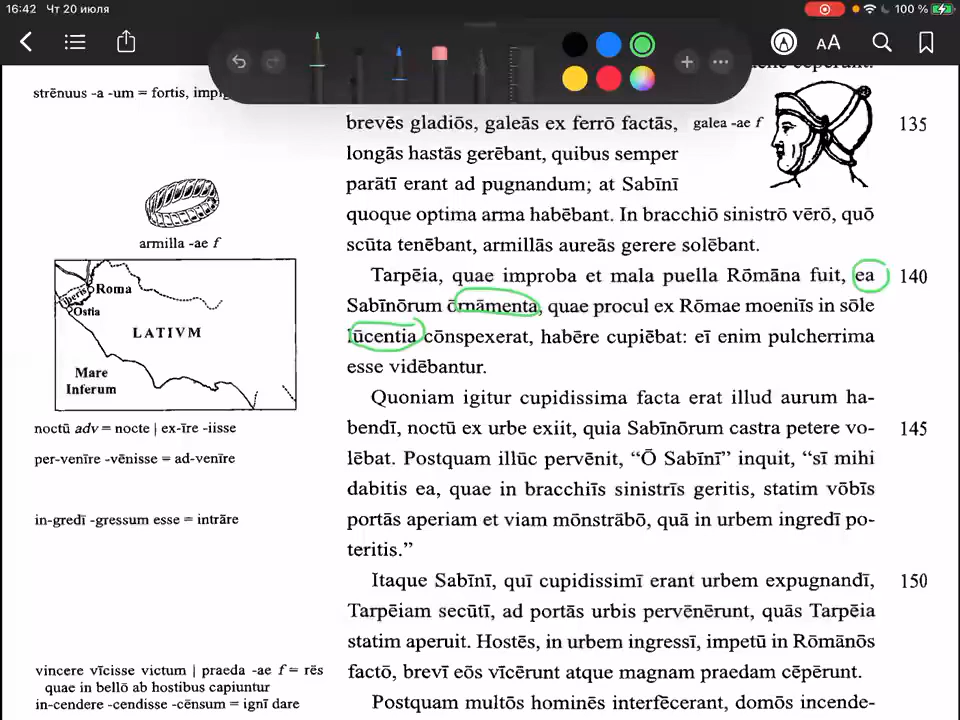 16:42 Чт 20 июля
100 %
AA
strēnuus -a -um = fortis, impig
brevēs gladiōs, galeās ex ferrō factās,
galea -ae f
135
longās hastās gerēbant, quibus semper
parātī erant ad pugnandum; at Sabīnī
quoque optima arma habēbant. In bracchiō sinistrō vērō, quō
scūta tenēbant, armillās aureās gerere solēbant.
armilla -ae f
Tarpēia, quae improba et mala puella Rōmāna fuit, ea
140
Sabīnōrum ōrnāmenta, quae procul ex Rōmae moeniīs in sōle
lūcentia cōnspexerat, habēre cupiēbat: eī enim pulcherrima
esse vidēbantur.
Roma
Tiberis
Ostia
LATIVM
Mare
Inferum
Quoniam igitur cupidissima facta erat illud aurum ha-
bendī, noctū ex urbe exiit, quia Sabīnōrum castra petere vo-
145
lēbat. Postquam illūc pervēnit, “Ō Sabīnī” inquit, “sī mihi
dabitis ea, quae in bracchiīs sinistrīs geritis, statim vōbīs
portās aperiam et viam mōnstrābō, quā in urbem ingredī po-
teritis.”
noctū adv = nocte | ex-īre -iisse
per-venīre -vēnisse = ad-venīre
in-gredī -gressum esse = intrāre
Itaque Sabīnī, quī cupidissimī erant urbem expugnandī,
150
Tarpēiam secūtī, ad portās urbis pervēnērunt, quās Tarpēia
statim aperuit. Hostēs, in urbem ingressī, impetū in Rōmānōs
factō, brevī eōs vīcērunt atque magnam praedam cēpērunt.
vincere vīcisse victum | praeda -ae f = rēs
quae in bellō ab hostibus capiuntur
in-cendere -cendisse -cēnsum = ignī dare
Postquam multōs hominēs interfēcērunt, domōs incende-